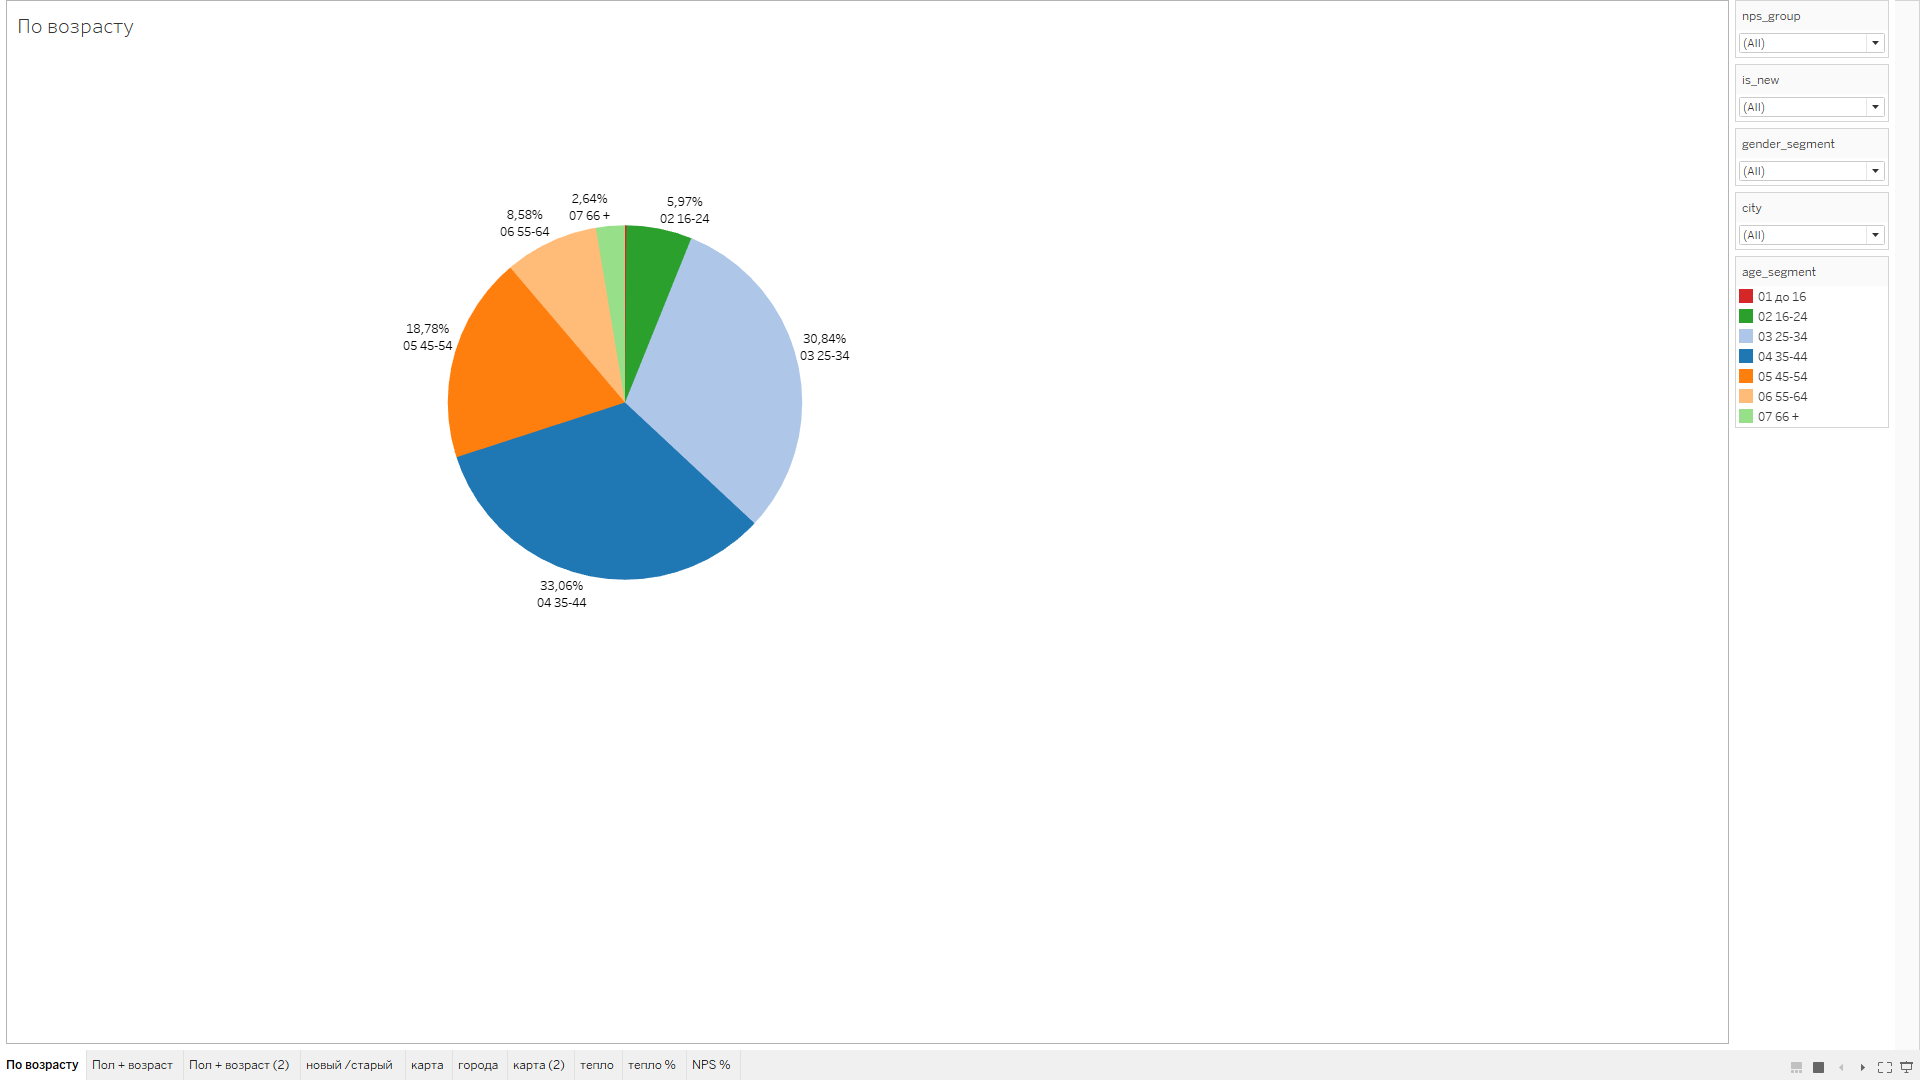 По возрасту
2,64%
07 66 +
5,97%
02 16-24
8,58%
06 55-64
18,78%
05 45-54
30,84%
03 25-34
33,06%
04 35-44
nps_group
(All)
is_new
(All)
gender_segment
(All)
city
(All)
age_segment
01 до 16
02 16-24
03 25-34
04 35-44
05 45-54
06 55-64
07 66 +
По возрасту Пол + возраст Пол + возраст (2) новый /старый карта города карта (2) тепло тепло % NPS %